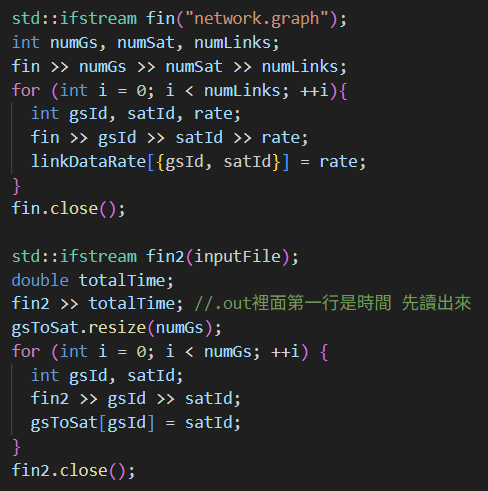 std::ifstream fin("network.graph");
int numGs, numSat, numLinks;
fin >> numGs >> numSat >> numLinks;
for (int i = 0; i < numLinks; ++i){
  int gsId, satId, rate;
  fin >> gsId >> satId >> rate;
  linkDataRate[{gsId, satId}] = rate;
}
fin.close();

std::ifstream fin2(inputFile);
double totalTime;
fin2 >> totalTime; //.out裡面第一行是時間 先讀出來
gsToSat.resize(numGs);
for (int i = 0; i < numGs; ++i) {
  int gsId, satId;
  fin2 >> gsId >> satId;
  gsToSat[gsId] = satId;
}
fin2.close();